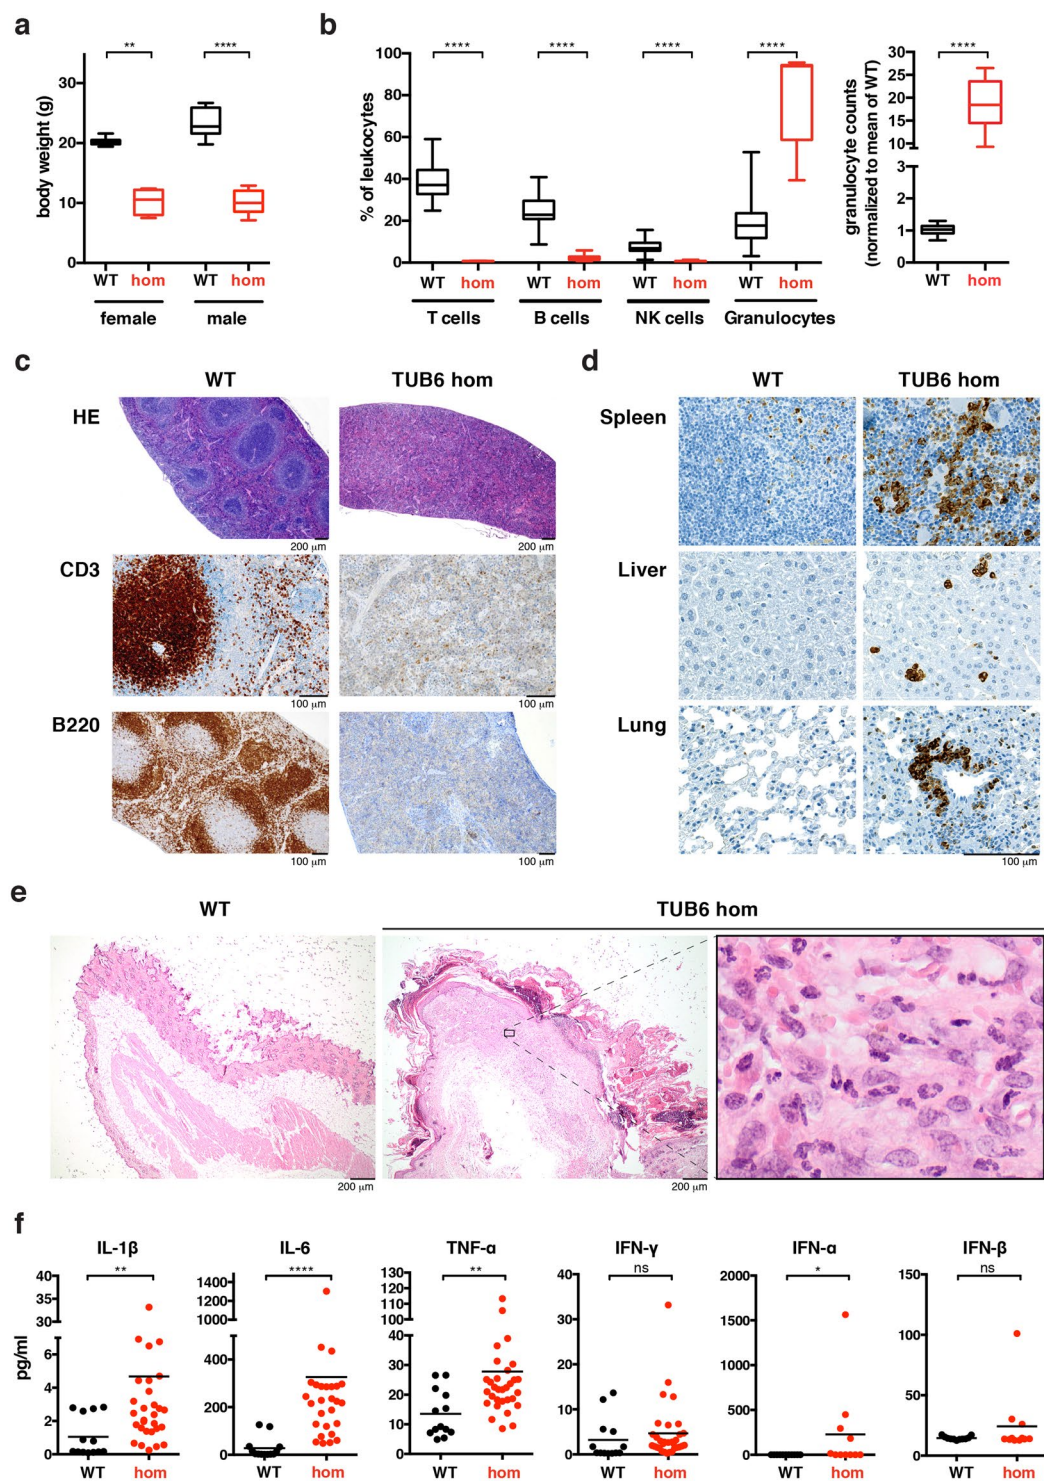 a
b
** ****
body weight (g)
30
20
10
0
WT hom WT hom
female male
**** **** **** ****
% of leukocytes
100
80
60
40
20
0
WT hom WT hom WT hom WT hom
T cells B cells NK cells Granulocytes
****
granulocyte counts
(normalized to mean of WT)
30
25
20
15
10
3
2
1
0
WT hom
c
WT TUB6 hom
HE
200 µm 200 µm
CD3
100 µm 100 µm
B220
100 µm 100 µm
d
WT TUB6 hom
Spleen
Liver
Lung
100 µm
e
WT TUB6 hom
200 µm 200 µm
f
pg/ml
IL-1β
**
40
35
30
25
20
15
10
6
4
2
0
WT hom
IL-6
****
1400
1200
1000
400
200
0
WT hom
TNF-α
**
130
120
110
100
40
30
20
10
0
WT hom
IFN-γ
ns
40
30
20
10
0
WT hom
IFN-α
*
2000
1500
1000
500
0
WT hom
IFN-β
ns
150
100
50
0
WT hom